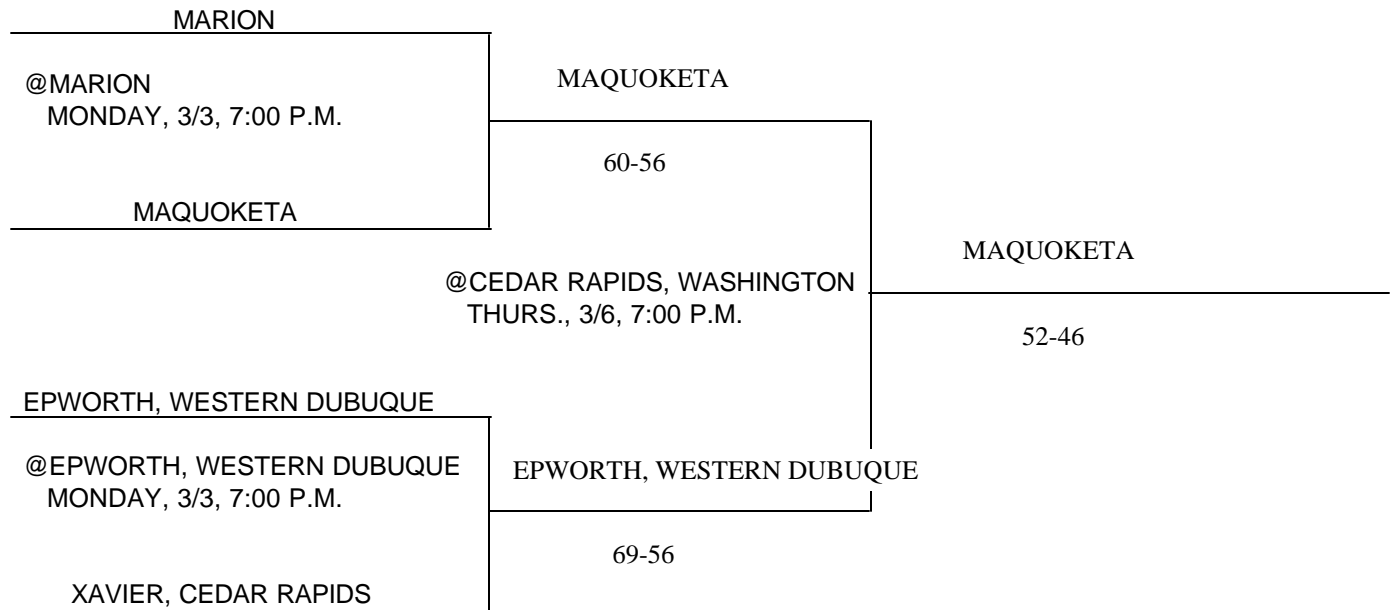 MARION
@MARION
MONDAY, 3/3, 7:00 P.M.
MAQUOKETA
60-56
MAQUOKETA
@CEDAR RAPIDS, WASHINGTON
THURS., 3/6, 7:00 P.M.
MAQUOKETA
52-46
EPWORTH, WESTERN DUBUQUE
@EPWORTH, WESTERN DUBUQUE
MONDAY, 3/3, 7:00 P.M.
EPWORTH, WESTERN DUBUQUE
69-56
XAVIER, CEDAR RAPIDS